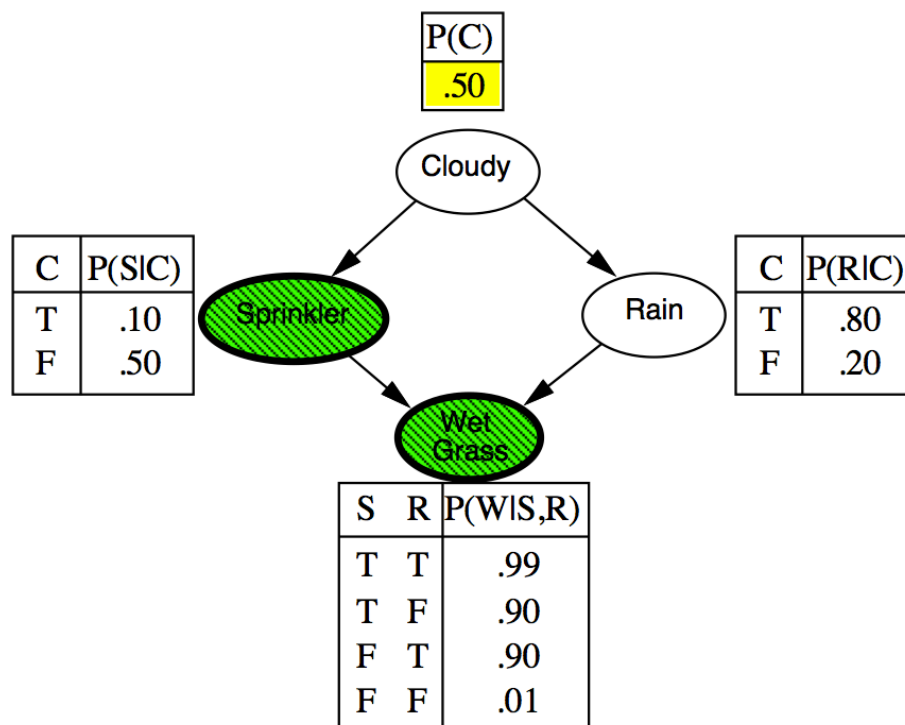 P(C)
.50
Cloudy
C P(S|C)
T .10
F .50
Sprinkler
Rain
C P(R|C)
T .80
F .20
Wet
Grass
S R P(W|S,R)
T T .99
T F .90
F T .90
F F .01